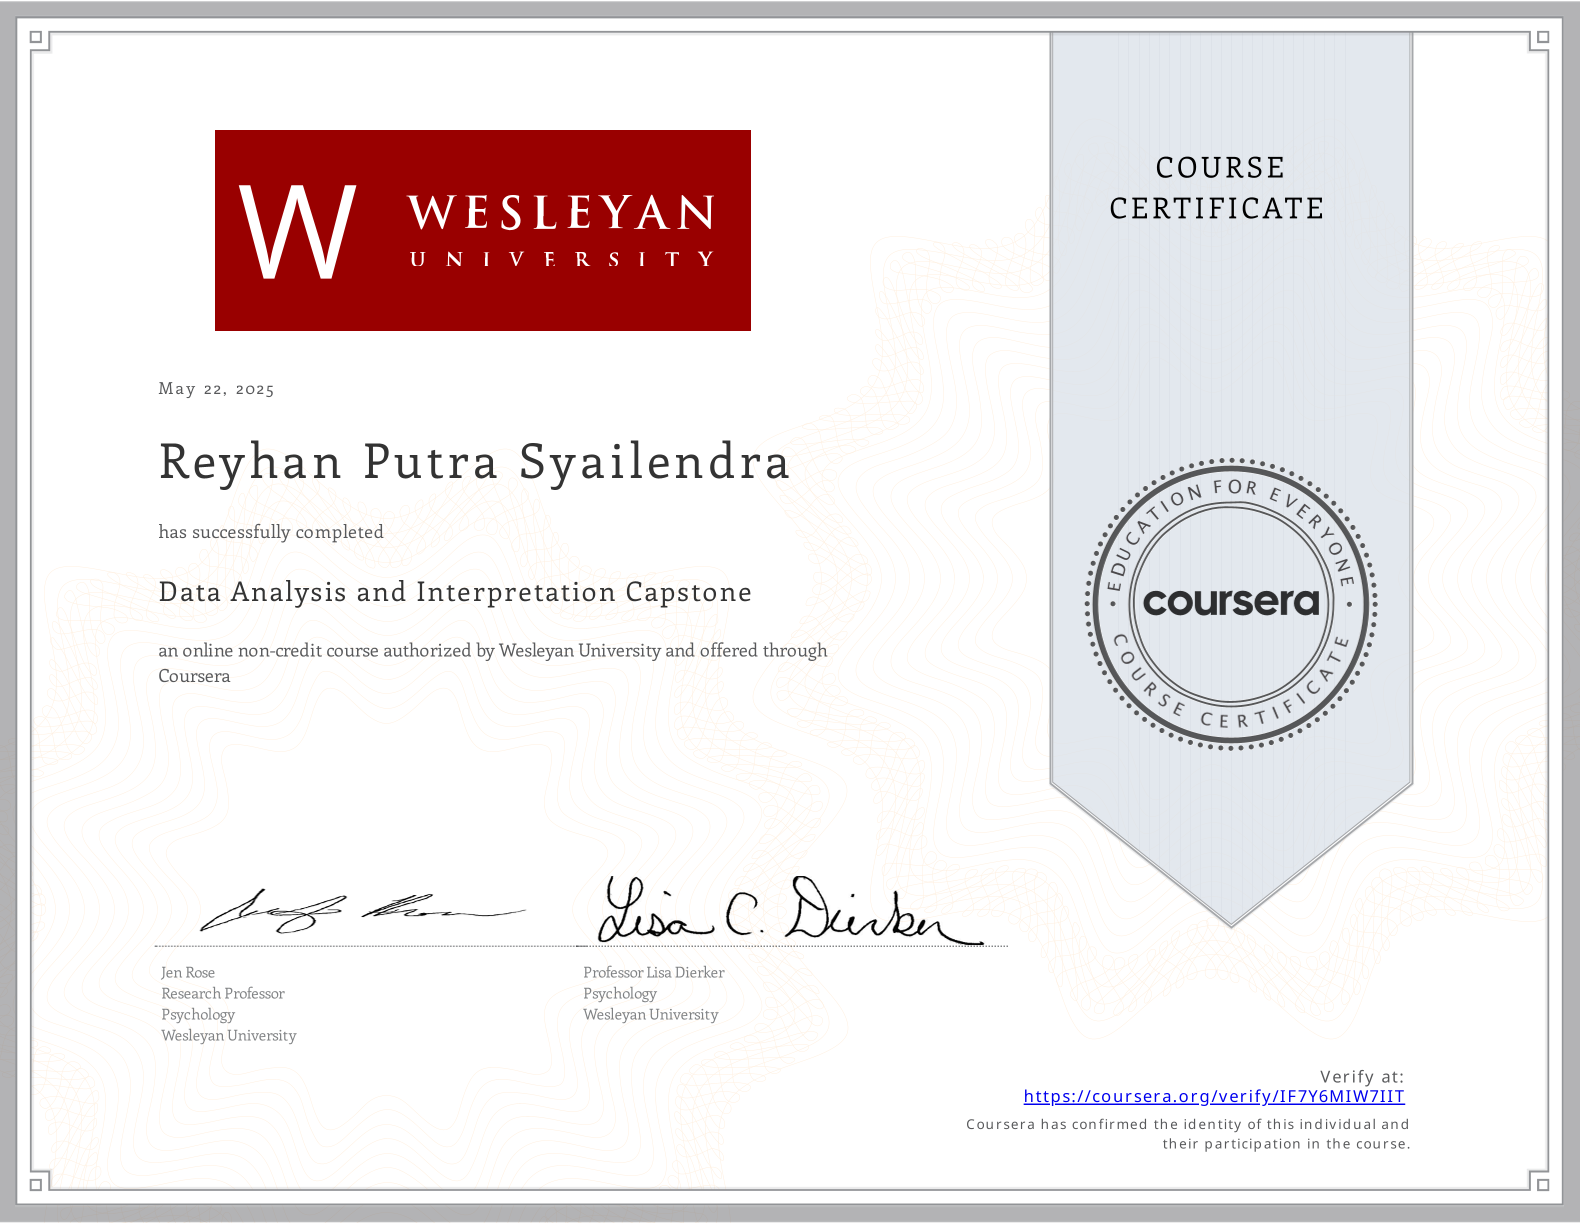 W
WESLEYAN
UNIVERSITY
COURSE
CERTIFICATE
May 22, 2025
Reyhan Putra Syailendra
has successfully completed
Data Analysis and Interpretation Capstone
an online non-credit course authorized by Wesleyan University and offered through
Coursera
EDUCATION FOR EVERYONE
coursera
COURSE CERTIFICATE
Lisa C. Dierker
Jen Rose
Research Professor
Psychology
Wesleyan University
Professor Lisa Dierker
Psychology
Wesleyan University
Verify at:
https://coursera.org/verify/IF7Y6MIW7IIT
Coursera has confirmed the identity of this individual and
their participation in the course.